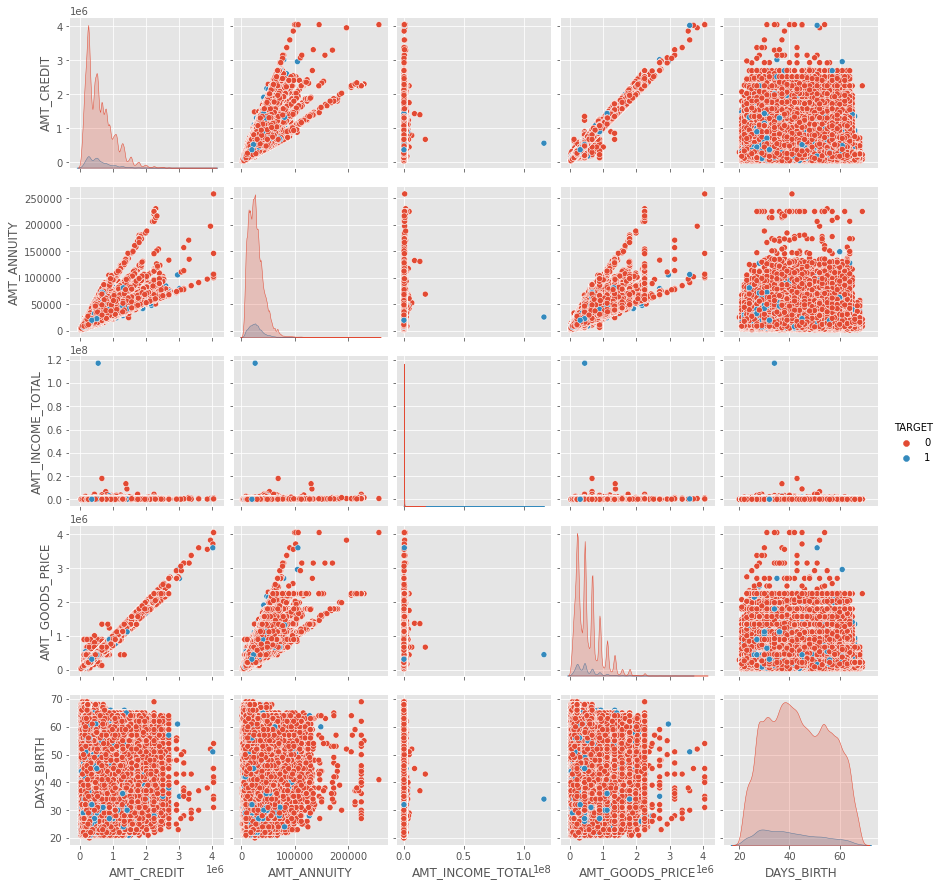 1e6
4
3
2
1
0
AMT_CREDIT
250000
200000
150000
100000
50000
0
AMT_ANNUITY
1e8
1.2
1.0
0.8
0.6
0.4
0.2
0.0
AMT_INCOME_TOTAL
TARGET
0
1
1e6
4
3
2
1
0
AMT_GOODS_PRICE
70
60
50
40
30
20
DAYS_BIRTH
0 1 2 3 4
1e6
AMT_CREDIT
0 100000 200000
AMT_ANNUITY
0.0 0.5 1.0
1e8
AMT_INCOME_TOTAL
0 1 2 3 4
1e6
AMT_GOODS_PRICE
20 40 60
DAYS_BIRTH